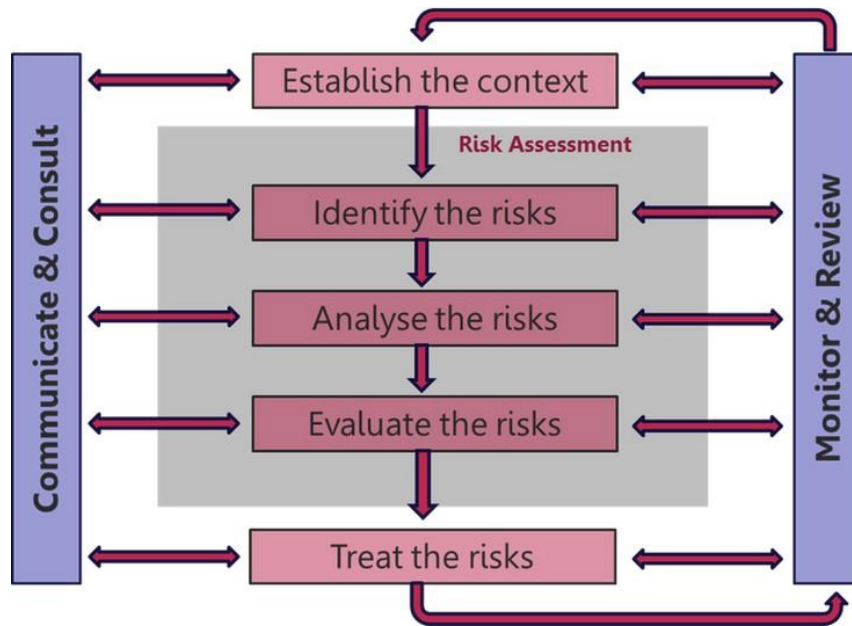 Establish the context
Risk Assessment
Identify the risks
Analyse the risks
Evaluate the risks
Treat the risks
Communicate & Consult
Monitor & Review